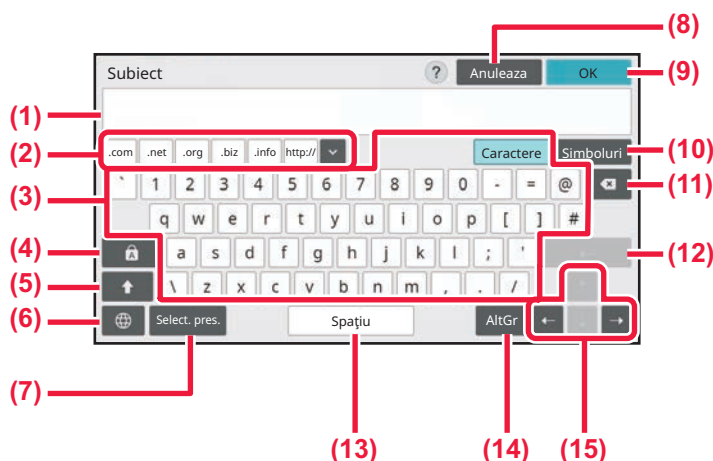 (8)
Subiect ? Anuleaza OK (9)
(1)
(2) .com .net .org .biz .info http:// Caractere Simboluri (10)
(3) ` 1 2 3 4 5 6 7 8 9 0 - = @ (11)
q w e r t y u i o p [ ] #
(4) A a s d f g h j k l ; ' (12)
(5) \ z x c v b n m , . /
(6) Select. pres. Spațiu AltGr ← →
(7) (13) (14) (15)